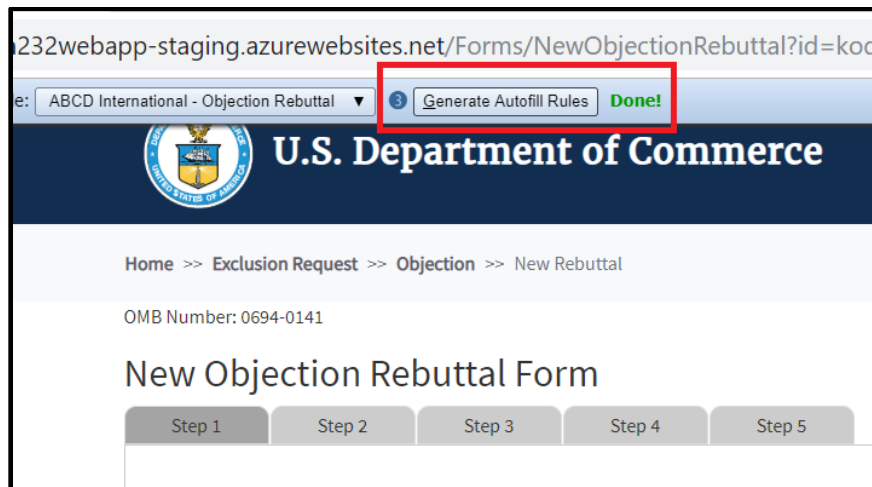 232webapp-staging.azurewebsites.net/Forms/NewObjectionRebuttal?id=koc
e: ABCD International - Objection Rebuttal ▼ 3 Generate Autofill Rules Done!
U.S. Department of Commerce
Home >> Exclusion Request >> Objection >> New Rebuttal
OMB Number: 0694-0141
New Objection Rebuttal Form
Step 1 Step 2 Step 3 Step 4 Step 5